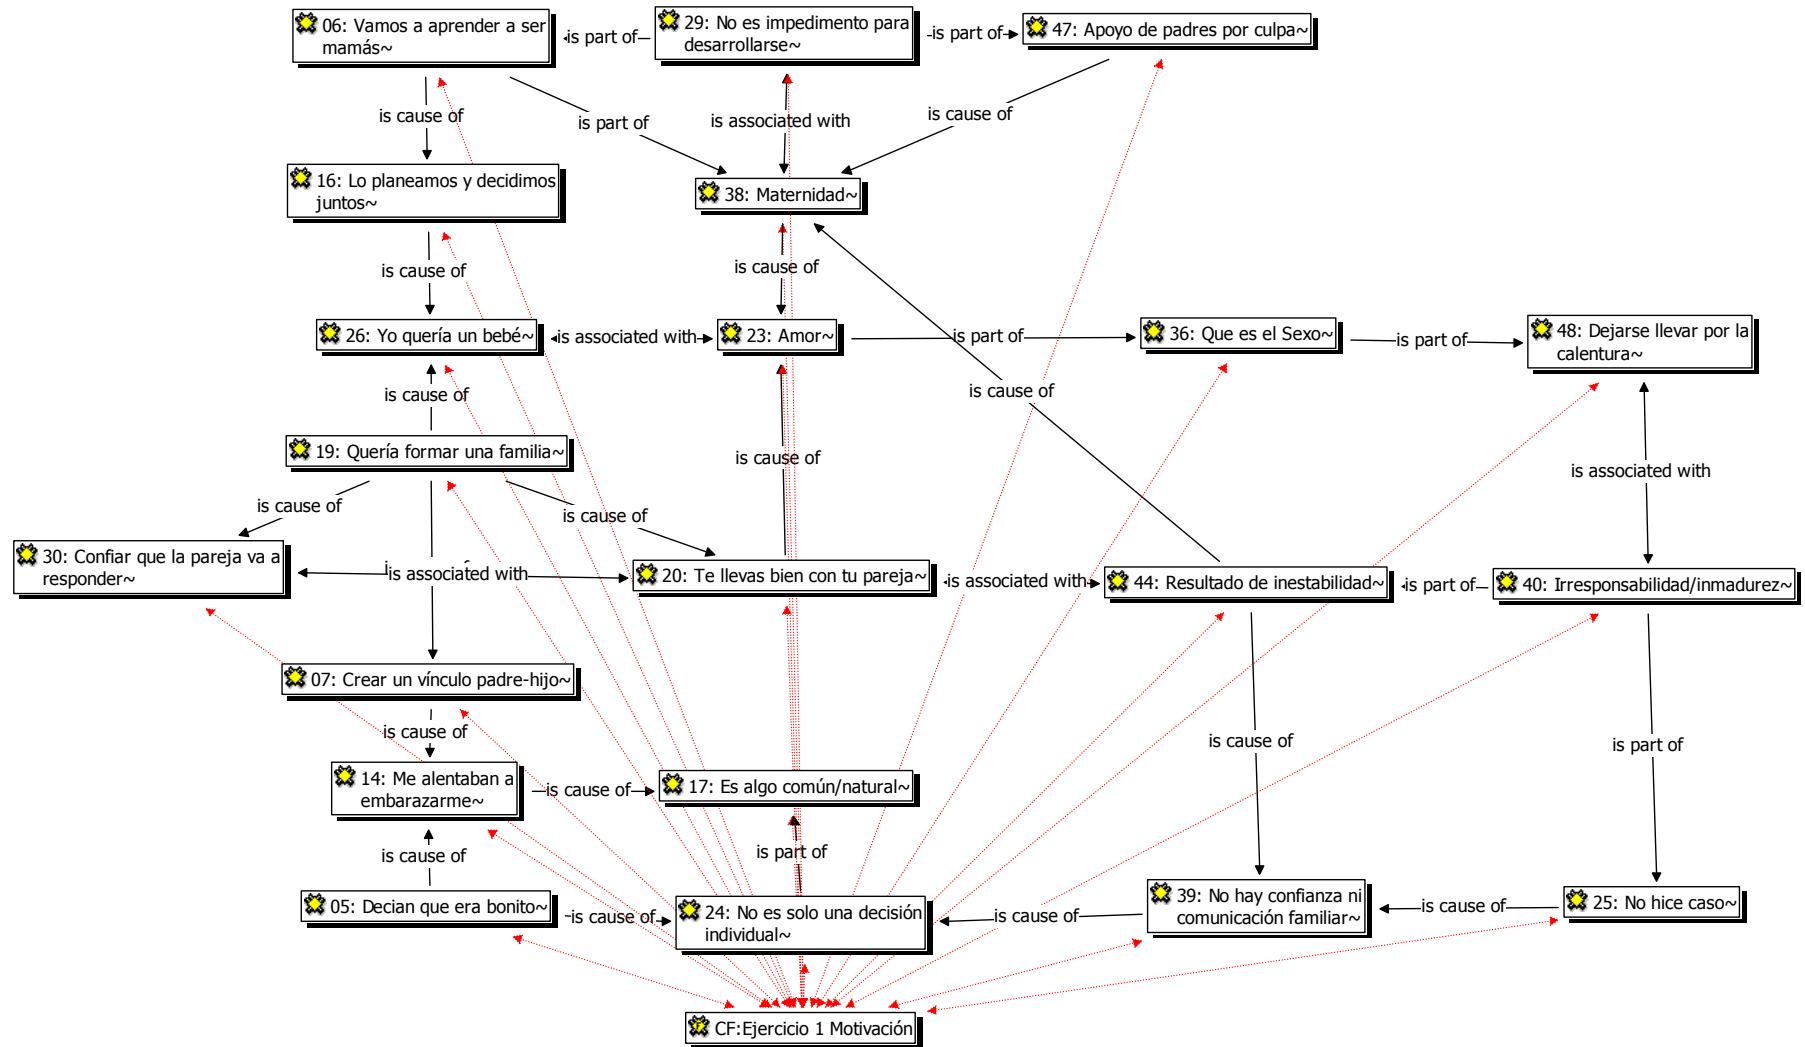 06: Vamos a aprender a ser
mamás~
is part of
29: No es impedimento para
desarrollarse~
is part of
47: Apoyo de padres por culpa~
is cause of
is part of
is associated with
is cause of
16: Lo planeamos y decidimos
juntos~
38: Maternidad~
is cause of
is cause of
26: Yo quería un bebé~
is associated with
23: Amor~
is part of
36: Que es el Sexo~
is part of
48: Dejarse llevar por la
calentura~
is cause of
is cause of
19: Quería formar una familia~
is cause of
is associated with
is cause of
is cause of
30: Confiar que la pareja va a
responder~
is associated with
20: Te llevas bien con tu pareja~
is associated with
44: Resultado de inestabilidad~
is part of
40: Irresponsabilidad/inmadurez~
07: Crear un vínculo padre-hijo~
is cause of
is cause of
is part of
14: Me alentaban a
embarazarme~
is cause of
17: Es algo común/natural~
is cause of
is part of
05: Decian que era bonito~
is cause of
24: No es solo una decisión
individual~
is cause of
39: No hay confianza ni
comunicación familiar~
is cause of
25: No hice caso~
CF:Ejercicio 1 Motivación